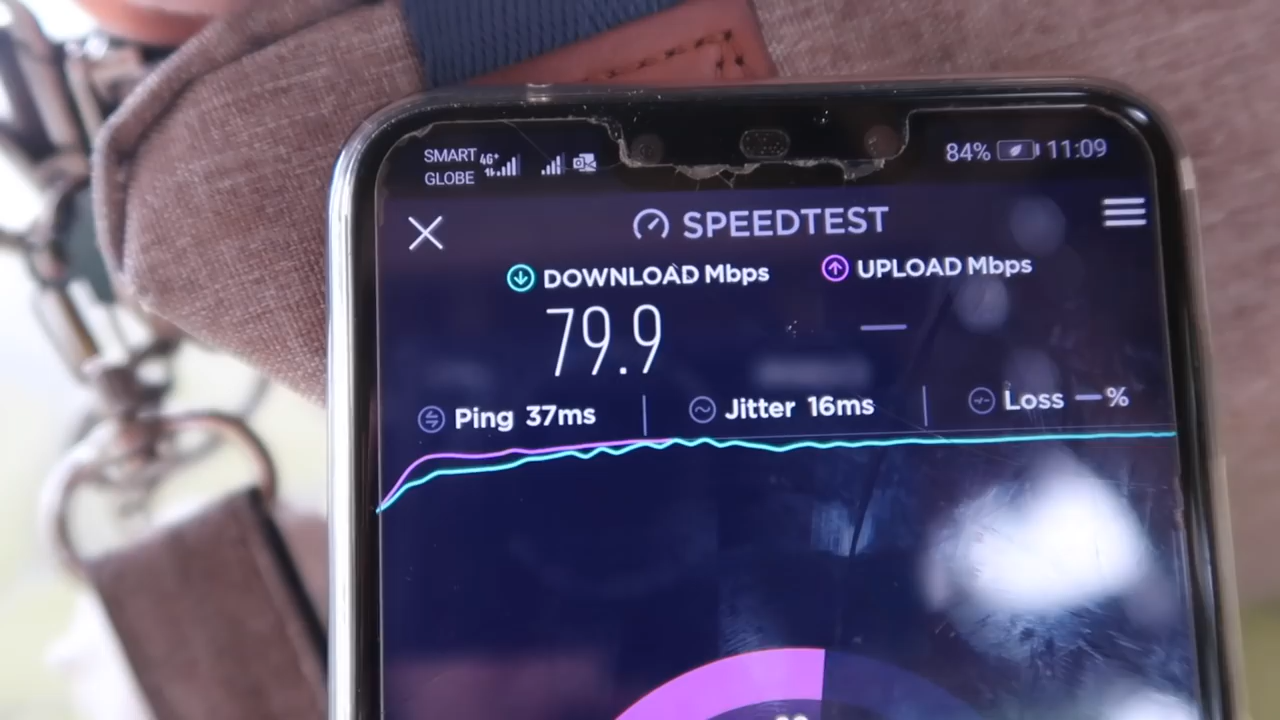 SMART 4G+ 84% 11:09
GLOBE
SPEEDTEST
DOWNLOAD Mbps UPLOAD Mbps
79.9 —
Ping 37ms Jitter 16ms Loss —%